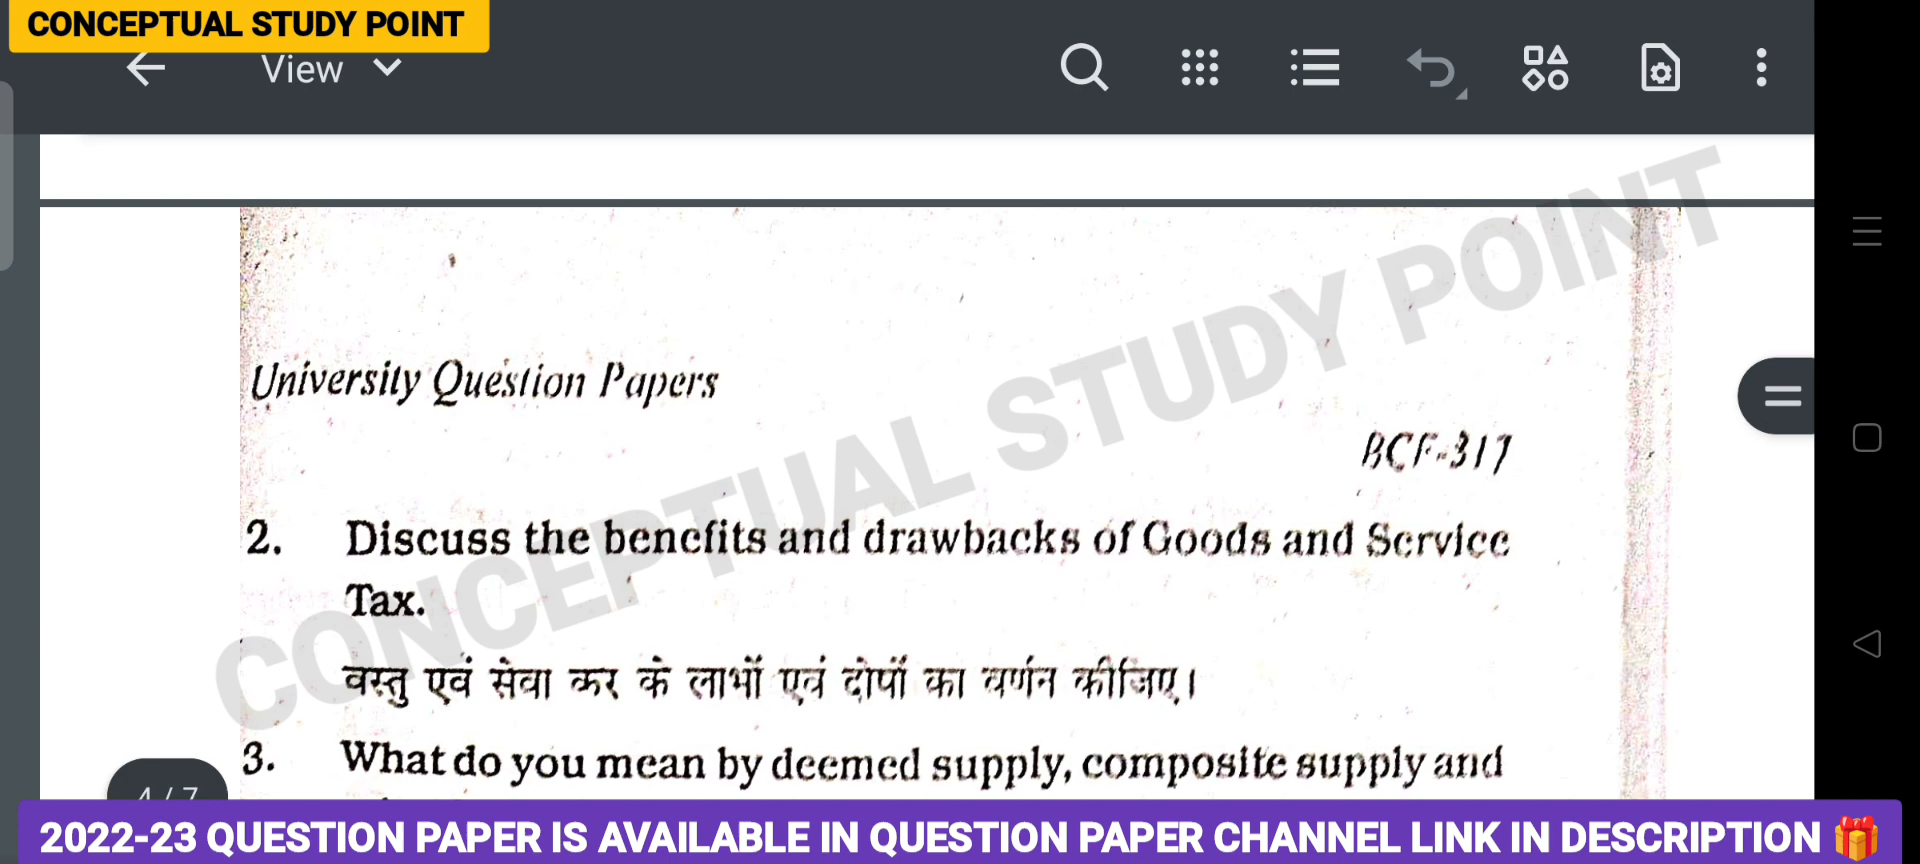 CONCEPTUAL STUDY POINT
View
CONCEPTUAL STUDY POINT
University Question Papers
BCF-317
2. Discuss the benefits and drawbacks of Goods and Service
Tax.
वस्तु एवं सेवा कर के लाभों एवं दोषों का वर्णन कीजिए।
3. What do you mean by deemed supply, composite supply and
4 / 7
2022-23 QUESTION PAPER IS AVAILABLE IN QUESTION PAPER CHANNEL LINK IN DESCRIPTION